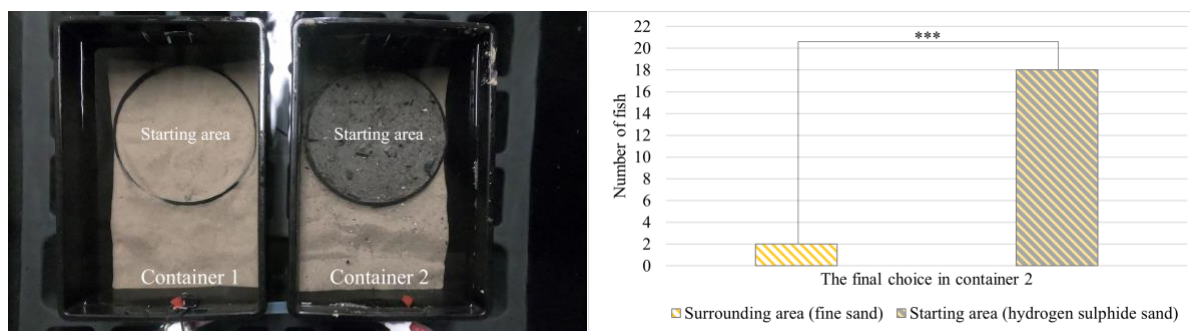 Starting area
Starting area
Container 1
Container 2
22
20
18
16
14
12
10
8
6
4
2
0
Number of fish
***
The final choice in container 2
Surrounding area (fine sand)
Starting area (hydrogen sulphide sand)